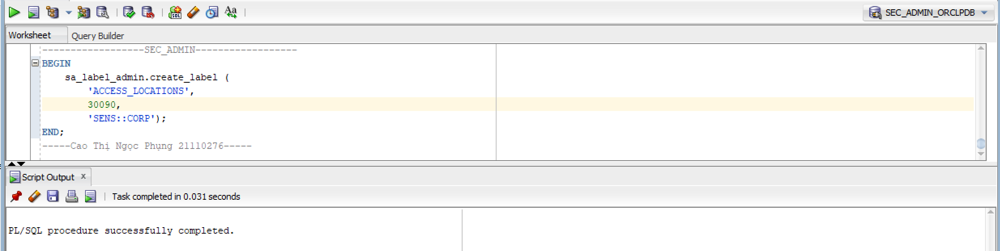 SEC_ADMIN_ORCLPDB
Worksheet Query Builder
------------------SEC_ADMIN------------------
BEGIN
    sa_label_admin.create_label (
        'ACCESS_LOCATIONS',
        30090,
        'SENS::CORP');
END;
-----Cao Thị Ngọc Phụng 21110276-----
Script Output x
Task completed in 0.031 seconds
PL/SQL procedure successfully completed.